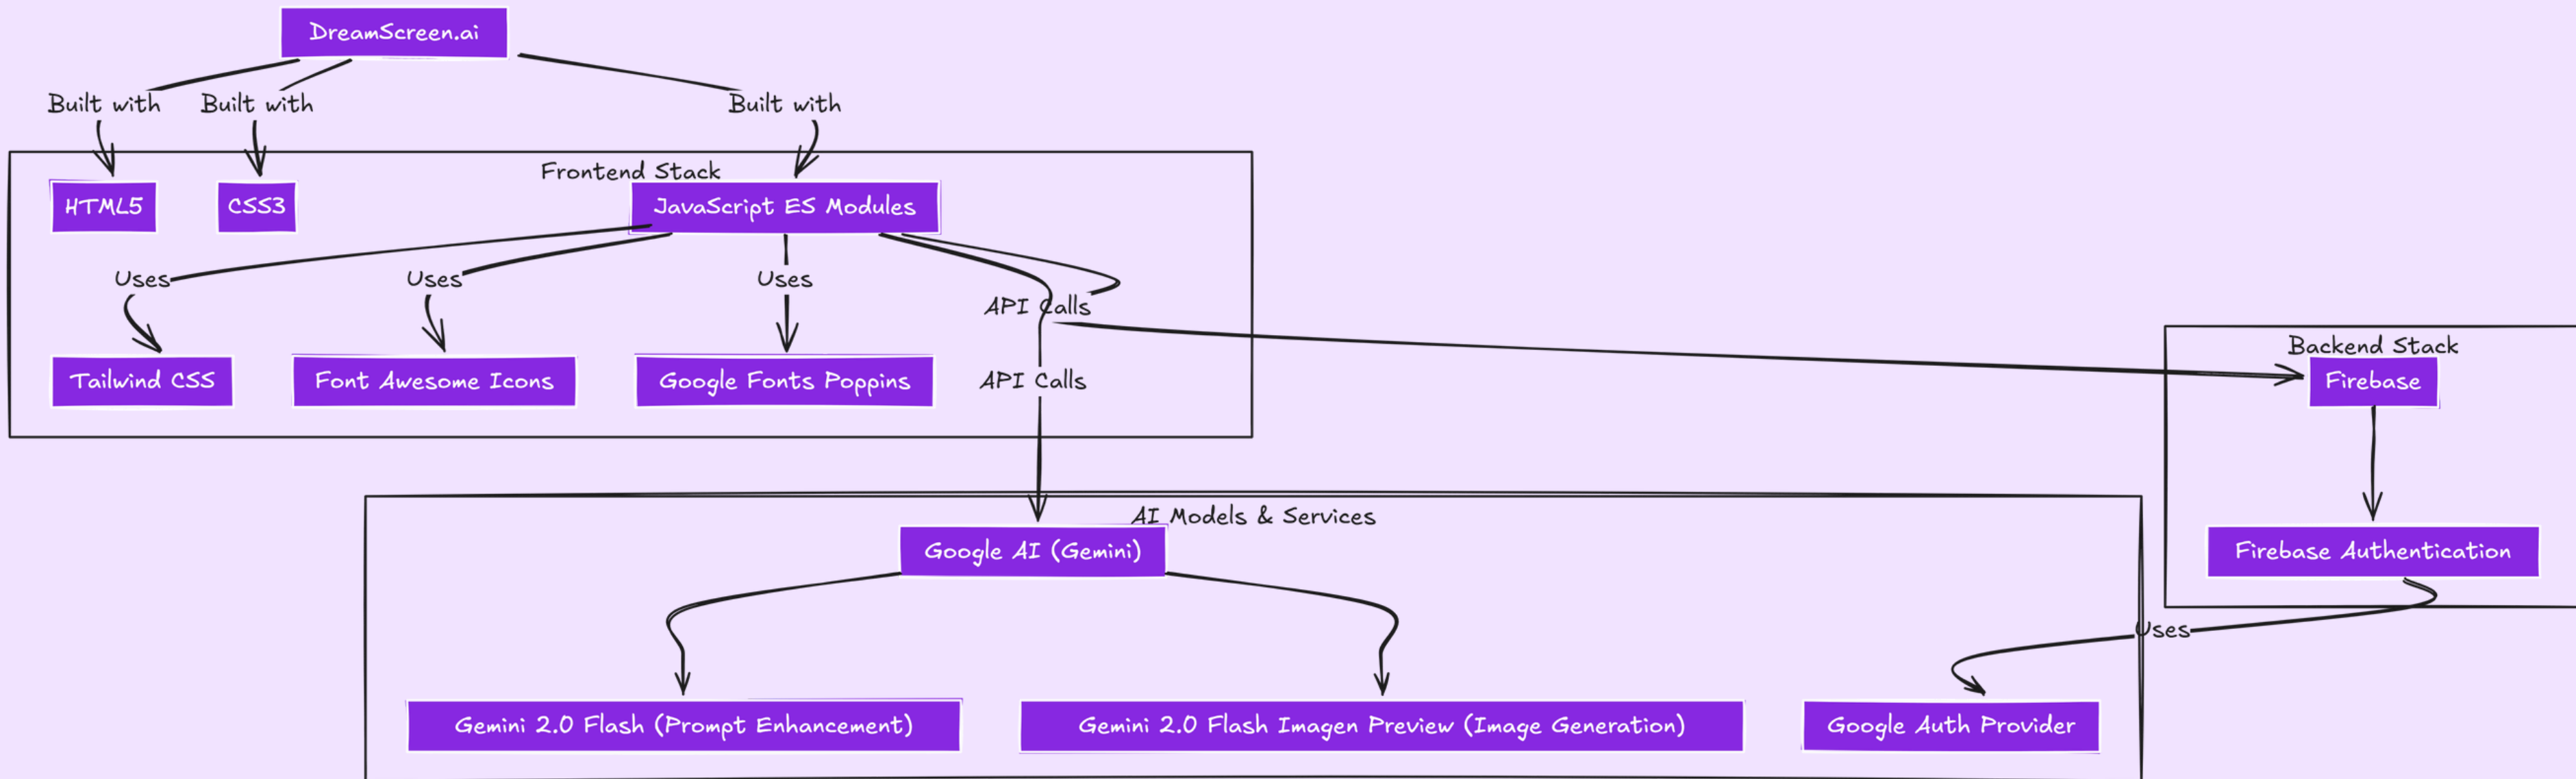 DreamScreen.ai
Built with
Built with
Built with
Frontend Stack
HTML5
CSS3
JavaScript ES Modules
Uses
Uses
Uses
API Calls
Tailwind CSS
Font Awesome Icons
Google Fonts Poppins
API Calls
Backend Stack
Firebase
AI Models & Services
Google AI (Gemini)
Firebase Authentication
Uses
Gemini 2.0 Flash (Prompt Enhancement)
Gemini 2.0 Flash Imagen Preview (Image Generation)
Google Auth Provider